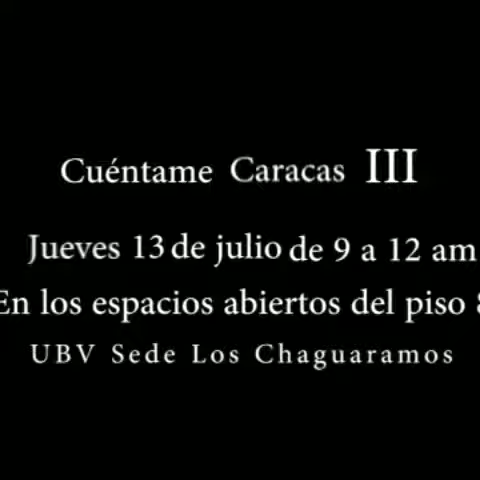 Cuéntame Caracas III
Jueves 13 de julio de 9 a 12 am
En los espacios abiertos del piso
UBV Sede Los Chaguaramos